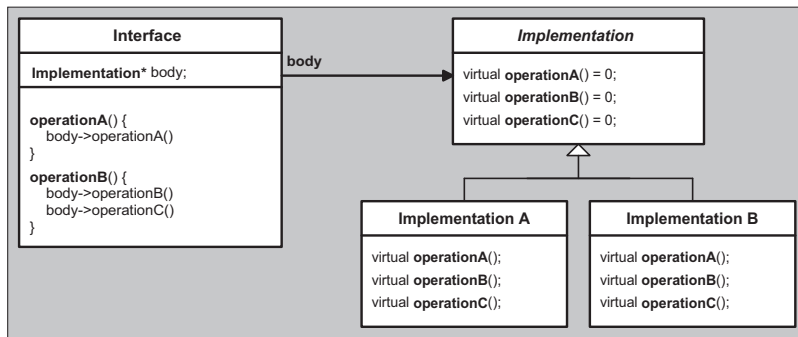 Interface
Implementation* body;
operationA() {
body->operationA()
}
operationB() {
body->operationB()
body->operationC()
}
body
Implementation
virtual operationA() = 0;
virtual operationB() = 0;
virtual operationC() = 0;
Implementation A
virtual operationA();
virtual operationB();
virtual operationC();
Implementation B
virtual operationA();
virtual operationB();
virtual operationC();